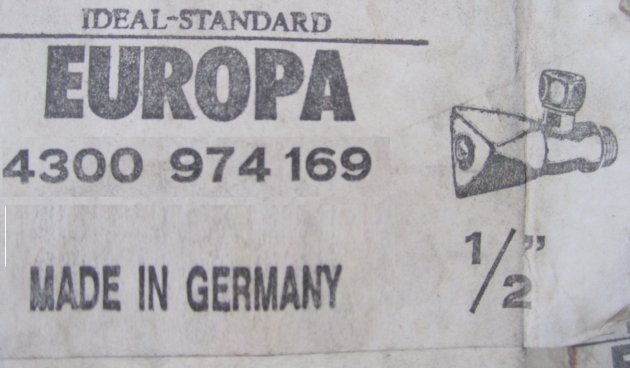 IDEAL-STANDARD
EUROPA
4300 974 169
1/2"
MADE IN GERMANY